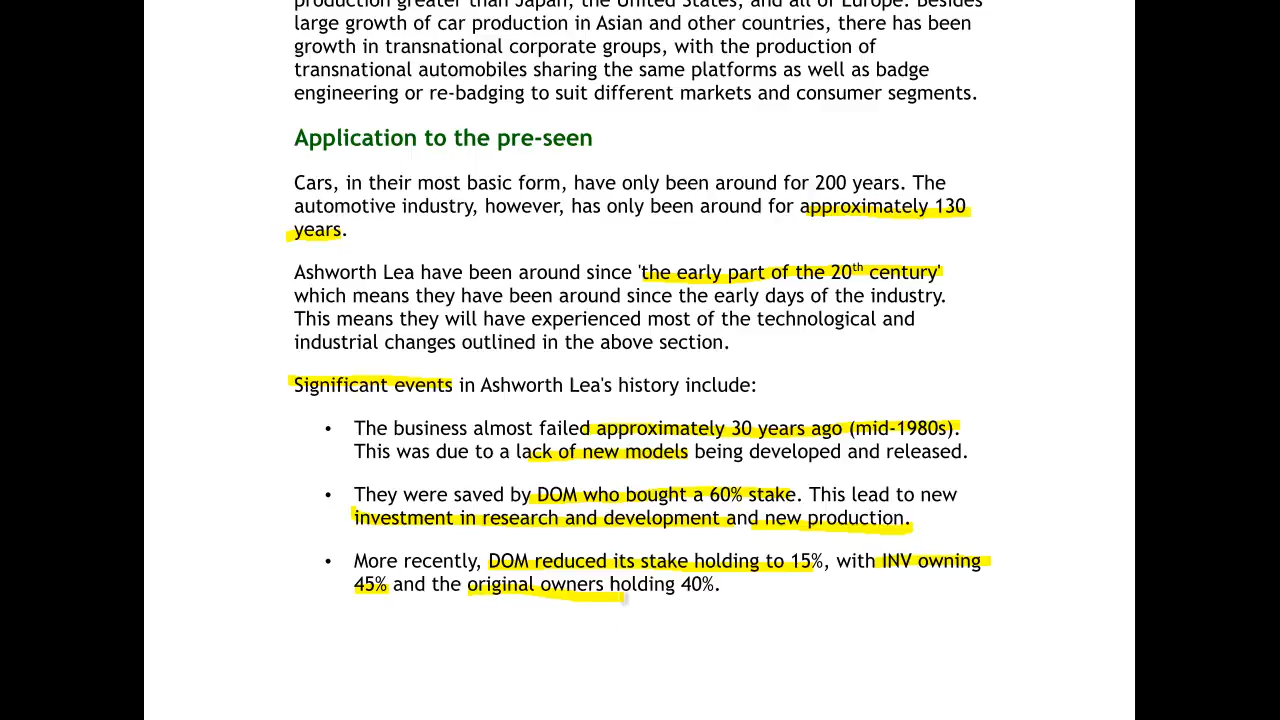 production greater than Japan, the United States, and all of Europe. Besides
large growth of car production in Asian and other countries, there has been
growth in transnational corporate groups, with the production of
transnational automobiles sharing the same platforms as well as badge
engineering or re-badging to suit different markets and consumer segments.
Application to the pre-seen
Cars, in their most basic form, have only been around for 200 years. The
automotive industry, however, has only been around for approximately 130
years.
Ashworth Lea have been around since 'the early part of the 20th century'
which means they have been around since the early days of the industry.
This means they will have experienced most of the technological and
industrial changes outlined in the above section.
Significant events in Ashworth Lea's history include:
• The business almost failed approximately 30 years ago (mid-1980s).
This was due to a lack of new models being developed and released.
• They were saved by DOM who bought a 60% stake. This lead to new
investment in research and development and new production.
• More recently, DOM reduced its stake holding to 15%, with INV owning
45% and the original owners holding 40%.